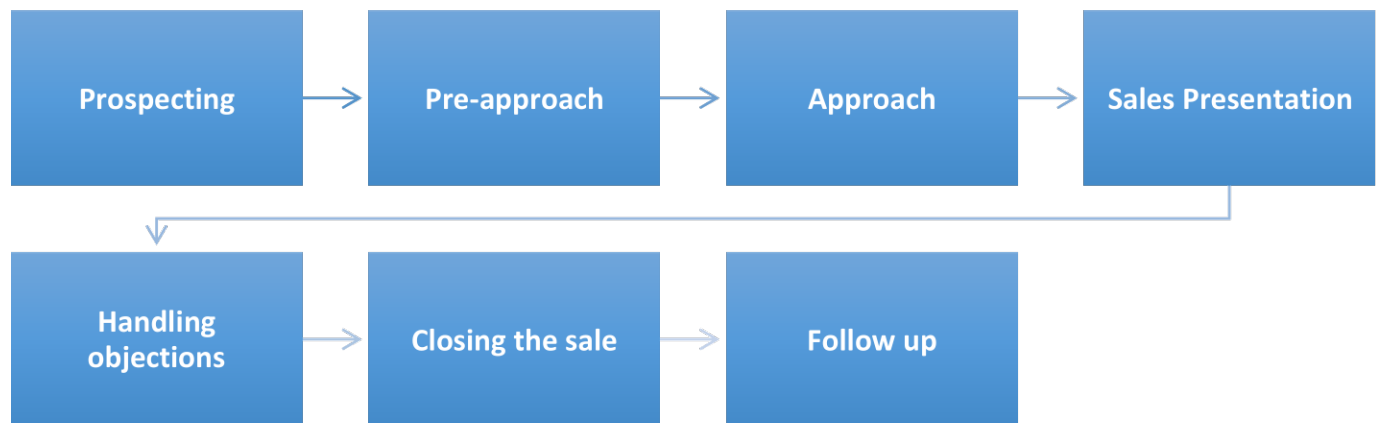 Prospecting
Pre-approach
Approach
Sales Presentation
Handling
objections
Closing the sale
Follow up